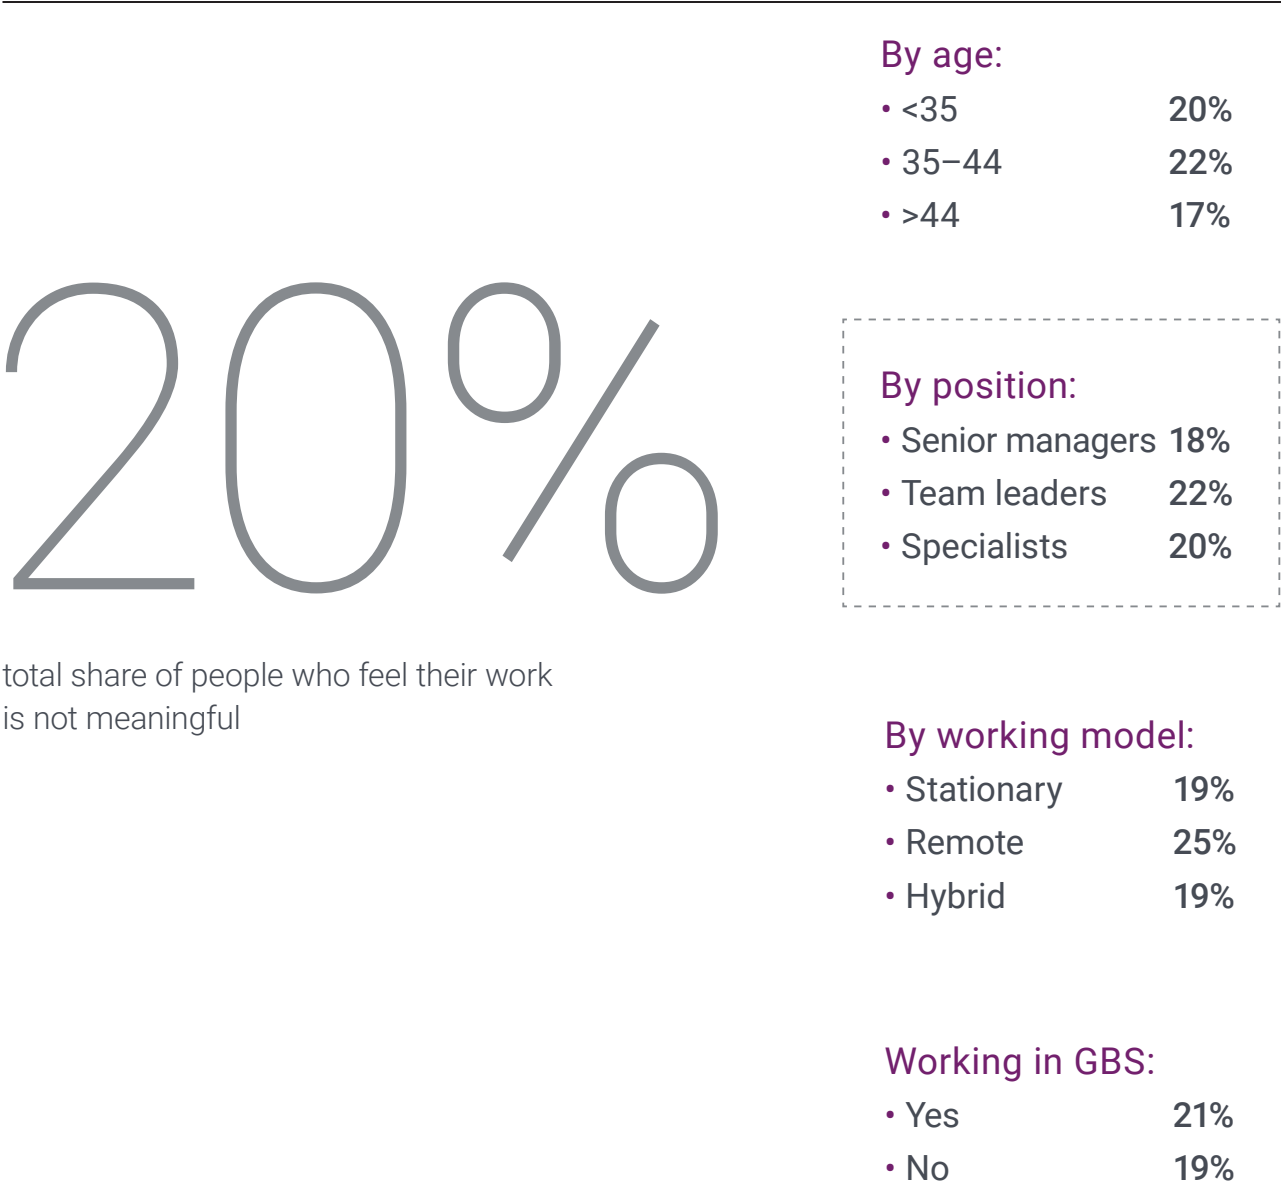 20%
total share of people who feel their work
is not meaningful
By age:
• <35 20%
• 35–44 22%
• >44 17%
By position:
• Senior managers 18%
• Team leaders 22%
• Specialists 20%
By working model:
• Stationary 19%
• Remote 25%
• Hybrid 19%
Working in GBS:
• Yes 21%
• No 19%